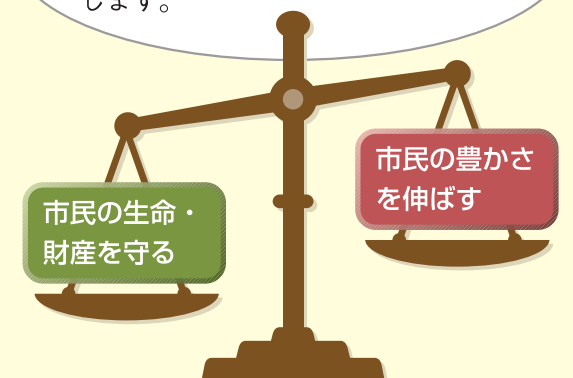 します。
市民の生命・
財産を守る
市民の豊かさ
を伸ばす